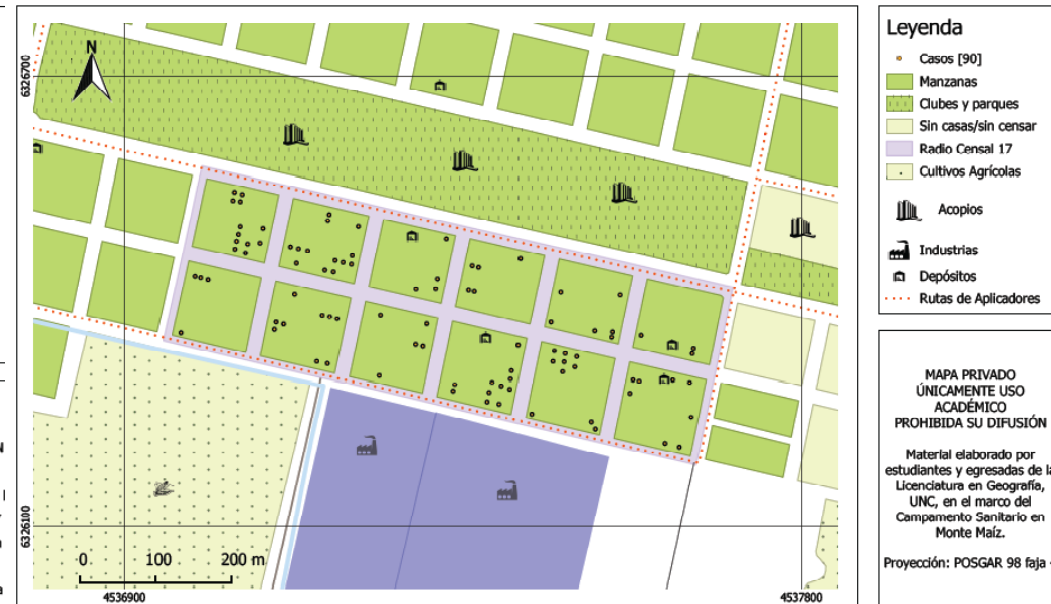 N
6326700
6326100
0 100 200 m
4536900
4537800
Leyenda
Casos [90]
Manzanas
Clubes y parques
Sin casas/sin censar
Radio Censal 17
Cultivos Agrícolas
Acopios
Industrias
Depósitos
Rutas de Aplicadores
MAPA PRIVADO
ÚNICAMENTE USO
ACADÉMICO
PROHIBIDA SU DIFUSIÓN
Material elaborado por
estudiantes y egresadas de la
Licenciatura en Geografía,
UNC, en el marco del
Campamento Sanitario en
Monte Maíz.
Proyección: POSGAR 98 faja